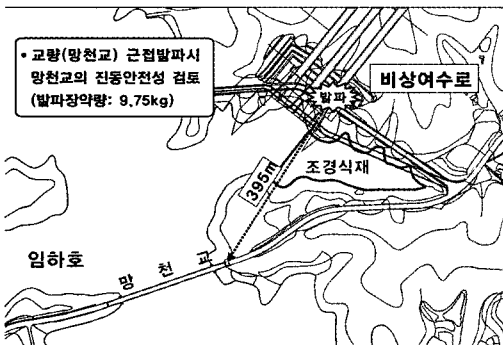 • 교량(망천교) 근접발파시
망천교의 진동안전성 검토
(발파장약량: 9.75kg)
비상여수로
발파
조경식재
395m
임하호
망천교